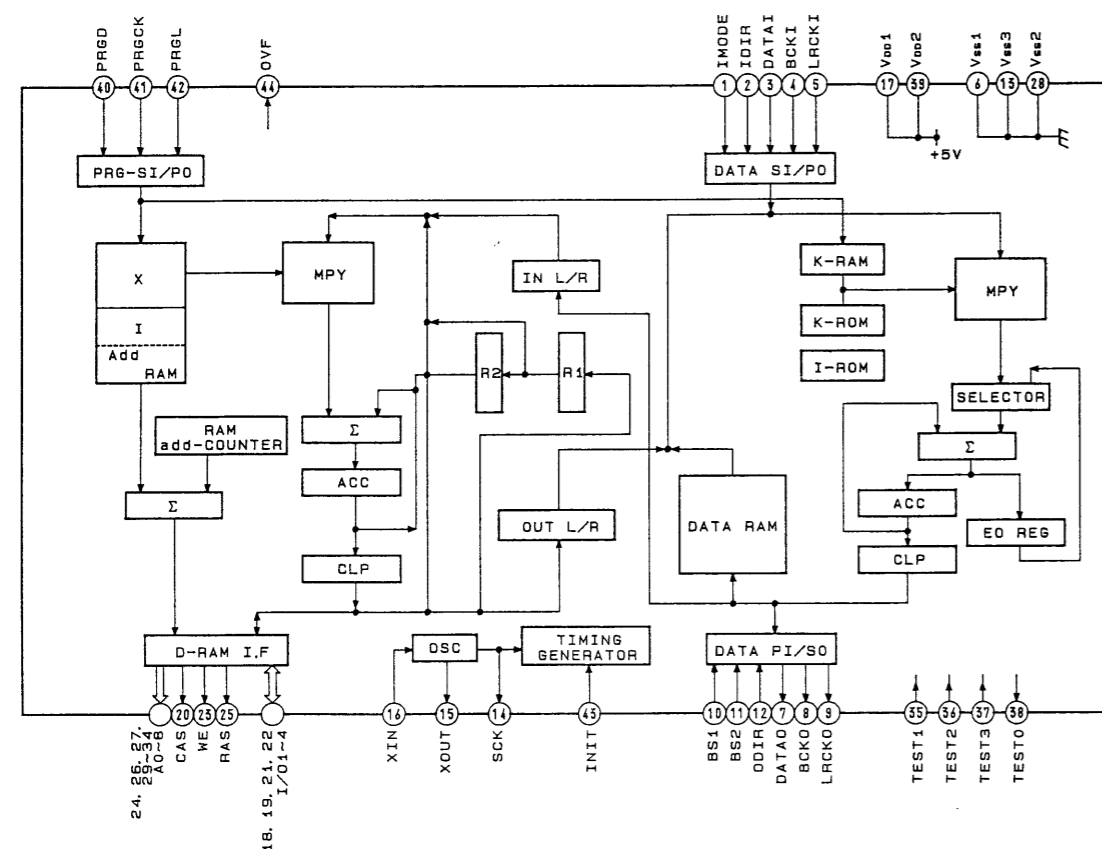 PRGD
PRGCK
PRGL
OVF
IMODE
IDIR
DATAI
BCKI
LRCKI
VDD1
VDD2
VSS1
VSS3
VSS2
40
41
42
44
1
2
3
4
5
17
39
6
13
28
+5V
PRG-SI/PO
DATA SI/PO
X
I
Add
RAM
MPY
IN L/R
K-RAM
K-ROM
I-ROM
MPY
R2
R1
SELECTOR
RAM
add-COUNTER
Σ
Σ
Σ
ACC
CLP
OUT L/R
DATA RAM
ACC
CLP
EO REG
D-RAM I.F
OSC
TIMING
GENERATOR
DATA PI/SO
20
23
25
16
15
14
43
10
11
12
7
8
9
35
36
37
38
24. 26. 27.
29~34
A0~8
CAS
WE
RAS
18. 19. 21. 22
I/O1~4
XIN
XOUT
SCK
INIT
BS1
BS2
ODIR
DATAO
BCKO
LRCKO
TEST1
TEST2
TEST3
TESTO